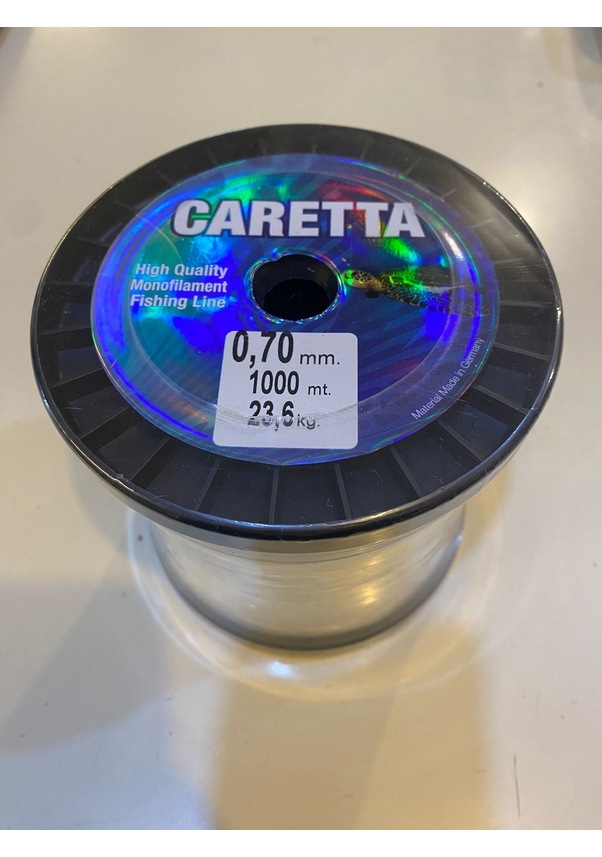 CARETTA
High Quality
Monofilament
Fishing Line
0,70 mm.
1000 mt.
23,6 kg.
Material Made in Germany